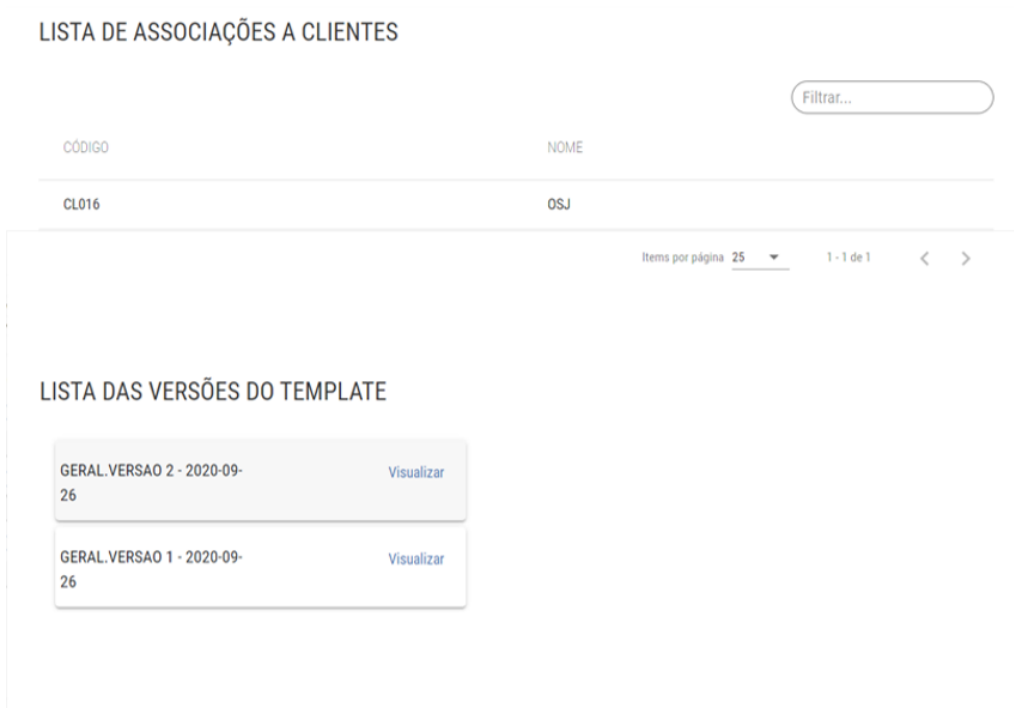 LISTA DE ASSOCIAÇÕES A CLIENTES
Filtrar...
CÓDIGO NOME
CL016 OSJ
Items por página 25 1 - 1 de 1
LISTA DAS VERSÕES DO TEMPLATE
GERAL.VERSAO 2 - 2020-09- Visualizar
26
GERAL.VERSAO 1 - 2020-09- Visualizar
26